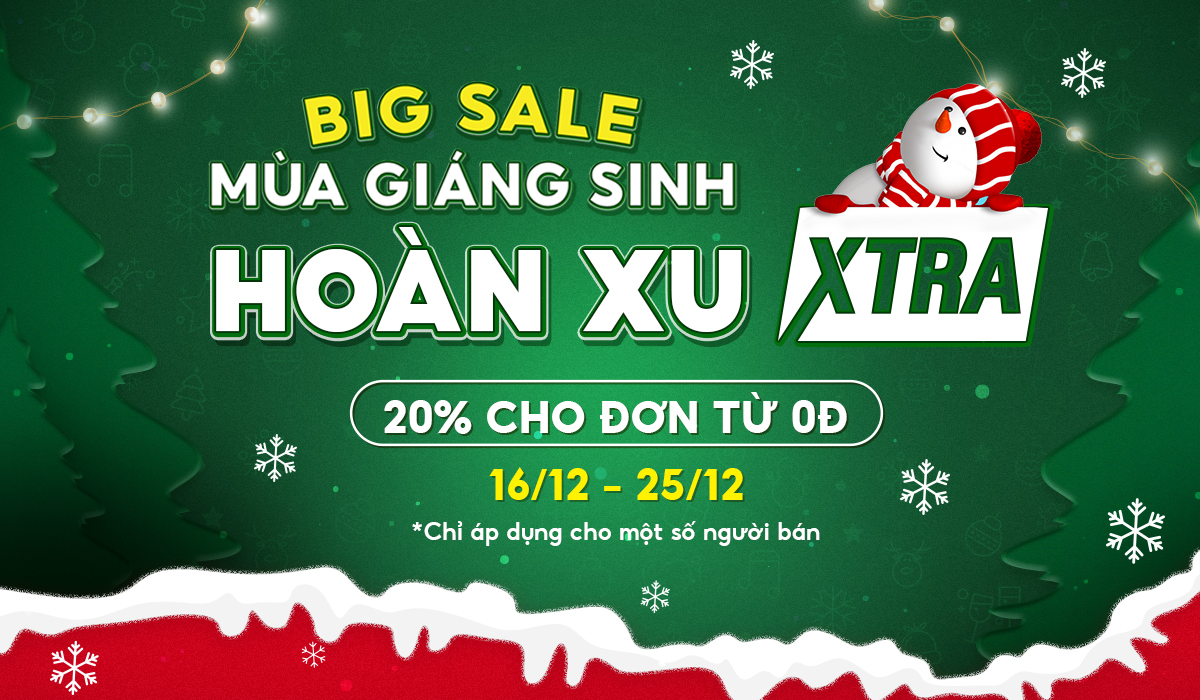 BIG SALE
MÙA GIÁNG SINH
HOÀN XU XTRA
20% CHO ĐƠN TỪ 0Đ
16/12 - 25/12
*Chỉ áp dụng cho một số người bán